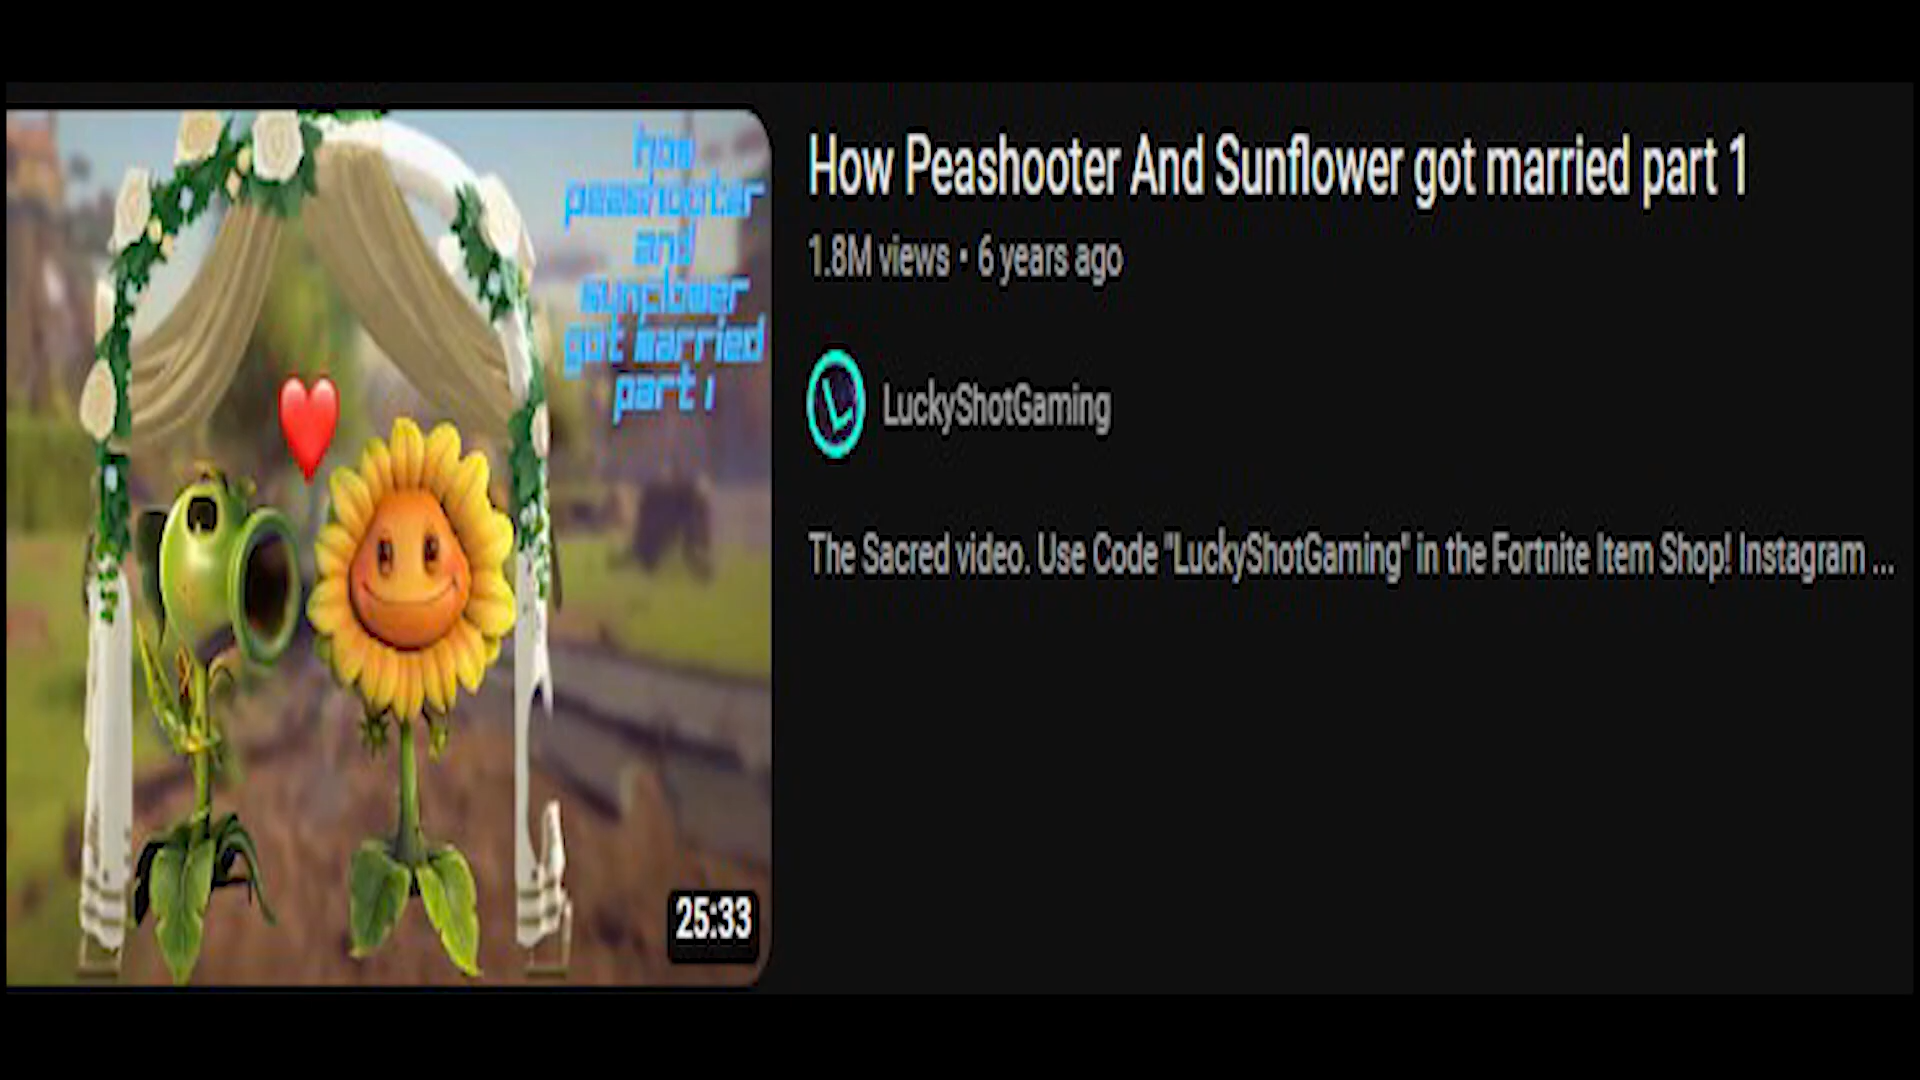 how
peashooter
and
sunflower
got married
part 1
25:33
How Peashooter And Sunflower got married part 1
1.8M views • 6 years ago
LuckyShotGaming
The Sacred video. Use Code "LuckyShotGaming" in the Fortnite Item Shop! Instagram ...